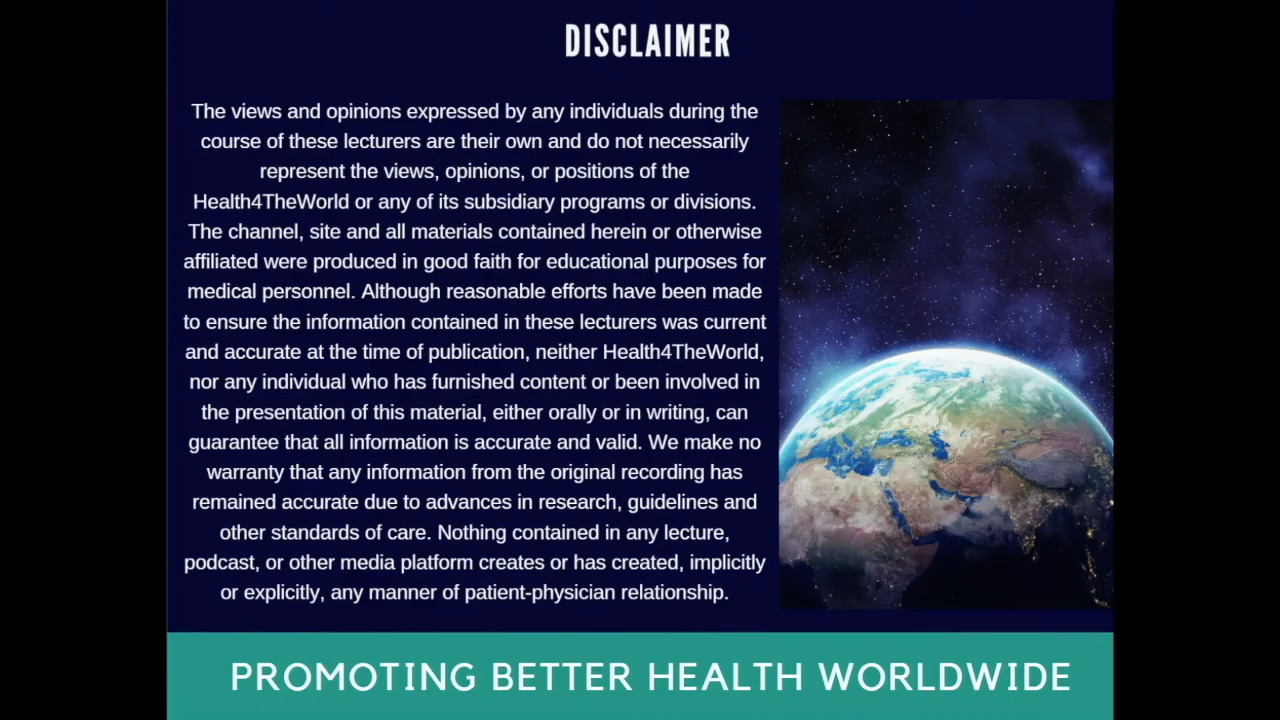 DISCLAIMER
The views and opinions expressed by any individuals during the
course of these lecturers are their own and do not necessarily
represent the views, opinions, or positions of the
Health4TheWorld or any of its subsidiary programs or divisions.
The channel, site and all materials contained herein or otherwise
affiliated were produced in good faith for educational purposes for
medical personnel. Although reasonable efforts have been made
to ensure the information contained in these lecturers was current
and accurate at the time of publication, neither Health4TheWorld,
nor any individual who has furnished content or been involved in
the presentation of this material, either orally or in writing, can
guarantee that all information is accurate and valid. We make no
warranty that any information from the original recording has
remained accurate due to advances in research, guidelines and
other standards of care. Nothing contained in any lecture,
podcast, or other media platform creates or has created, implicitly
or explicitly, any manner of patient-physician relationship.
PROMOTING BETTER HEALTH WORLDWIDE